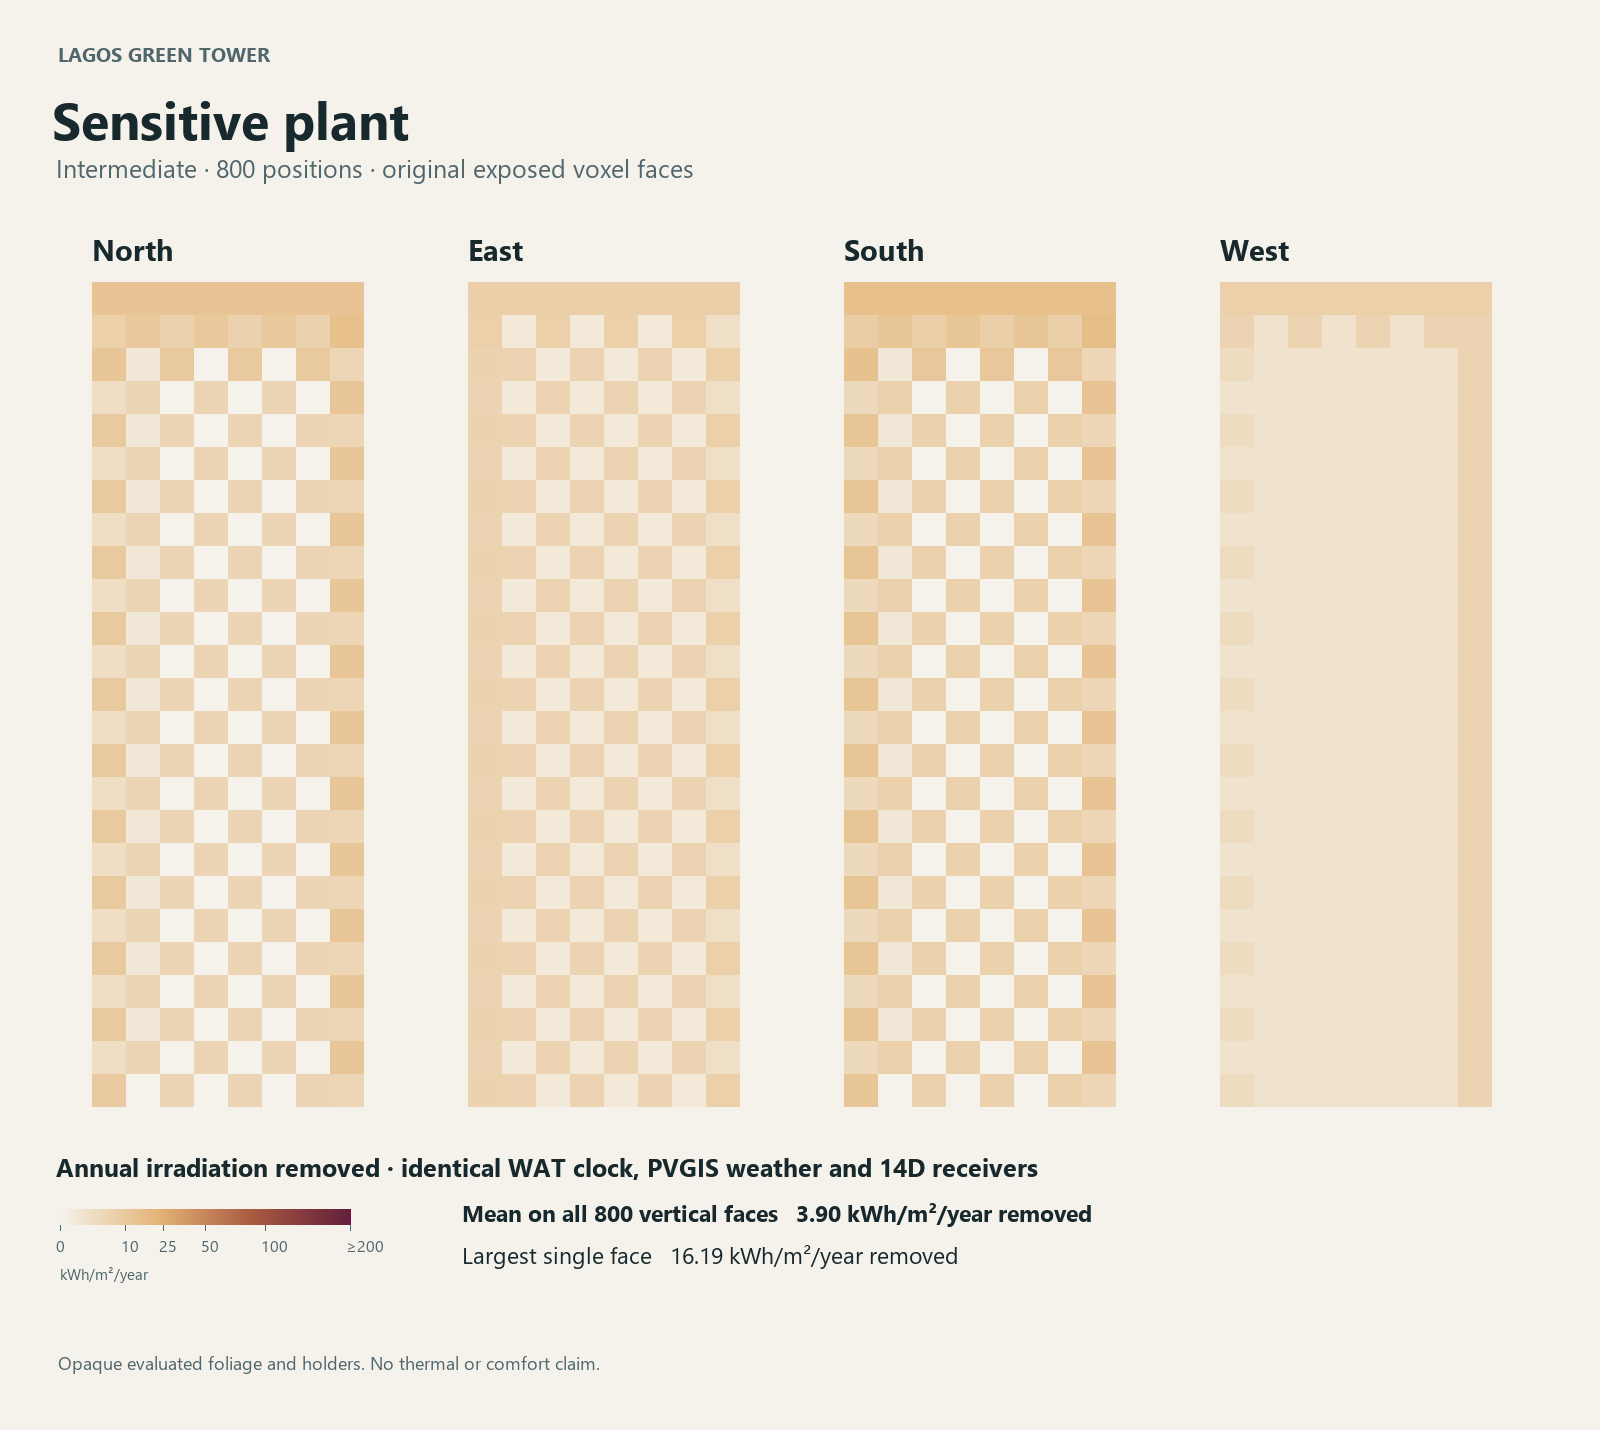 LAGOS GREEN TOWER
Sensitive plant
Intermediate · 800 positions · original exposed voxel faces
North East South West
Annual irradiation removed · identical WAT clock, PVGIS weather and 14D receivers
Mean on all 800 vertical faces 3.90 kWh/m²/year removed
0 10 25 50 100 ≥200
Largest single face 16.19 kWh/m²/year removed
kWh/m²/year
Opaque evaluated foliage and holders. No thermal or comfort claim.